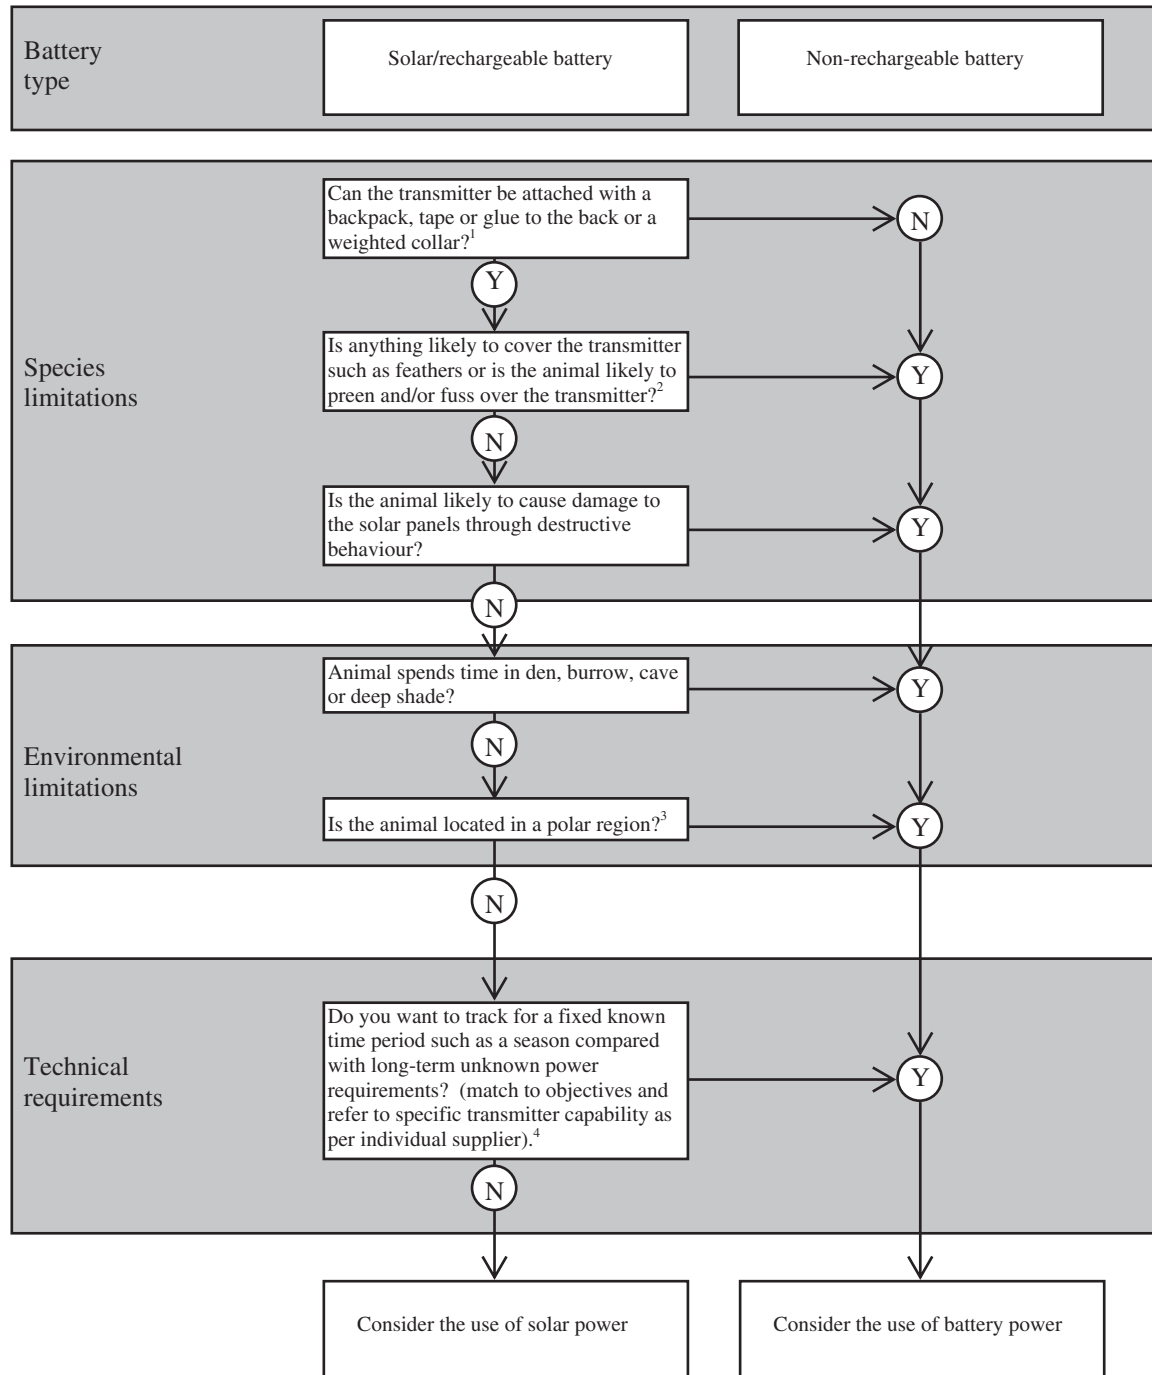 Battery
type
Solar/rechargeable battery
Non-rechargeable battery
Species
limitations
Can the transmitter be attached with a
backpack, tape or glue to the back or a
weighted collar?¹
N
Y
Is anything likely to cover the transmitter
such as feathers or is the animal likely to
preen and/or fuss over the transmitter?²
Y
N
Is the animal likely to cause damage to
the solar panels through destructive
behaviour?
Y
N
Environmental
limitations
Animal spends time in den, burrow, cave
or deep shade?
Y
N
Is the animal located in a polar region?³
Y
N
Technical
requirements
Do you want to track for a fixed known
time period such as a season compared
with long-term unknown power
requirements? (match to objectives and
refer to specific transmitter capability as
per individual supplier).⁴
Y
N
Consider the use of solar power
Consider the use of battery power